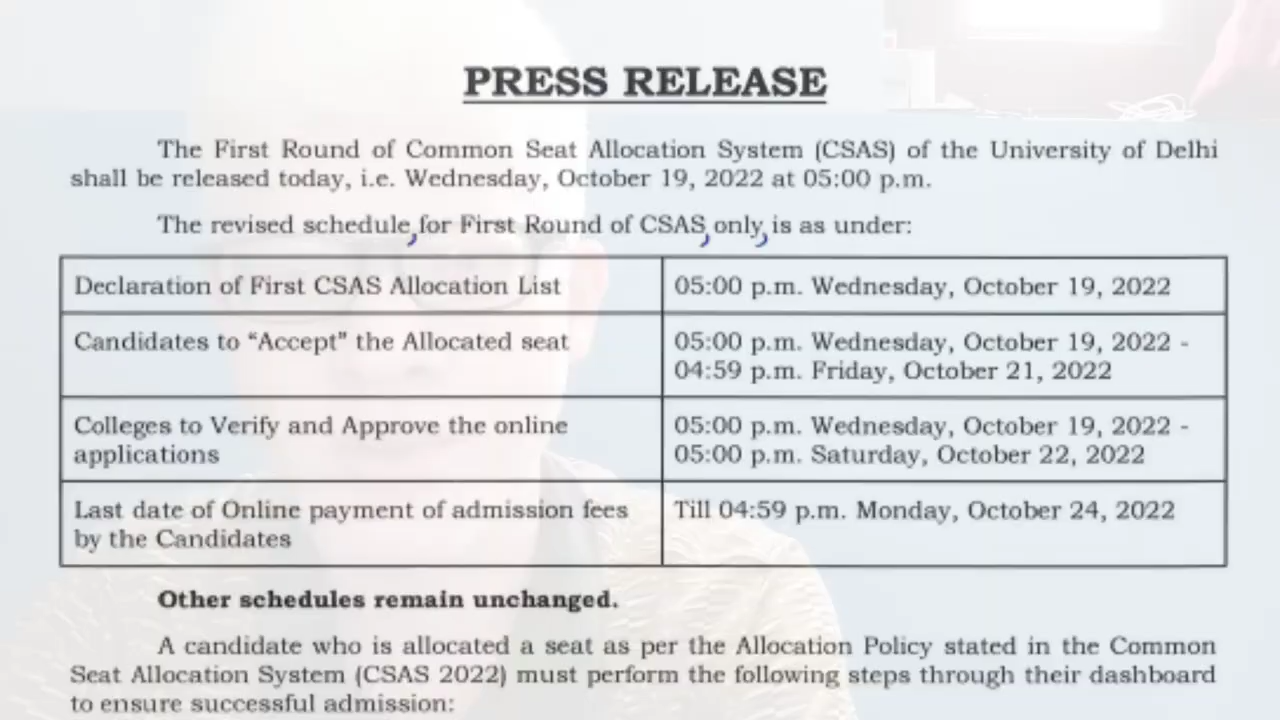 PRESS RELEASE
The First Round of Common Seat Allocation System (CSAS) of the University of Delhi
shall be released today, i.e. Wednesday, October 19, 2022 at 05:00 p.m.
The revised schedule, for First Round of CSAS, only, is as under:
Declaration of First CSAS Allocation List
05:00 p.m. Wednesday, October 19, 2022
Candidates to “Accept” the Allocated seat
05:00 p.m. Wednesday, October 19, 2022 -
04:59 p.m. Friday, October 21, 2022
Colleges to Verify and Approve the online
applications
05:00 p.m. Wednesday, October 19, 2022 -
05:00 p.m. Saturday, October 22, 2022
Last date of Online payment of admission fees
by the Candidates
Till 04:59 p.m. Monday, October 24, 2022
Other schedules remain unchanged.
A candidate who is allocated a seat as per the Allocation Policy stated in the Common
Seat Allocation System (CSAS 2022) must perform the following steps through their dashboard
to ensure successful admission: